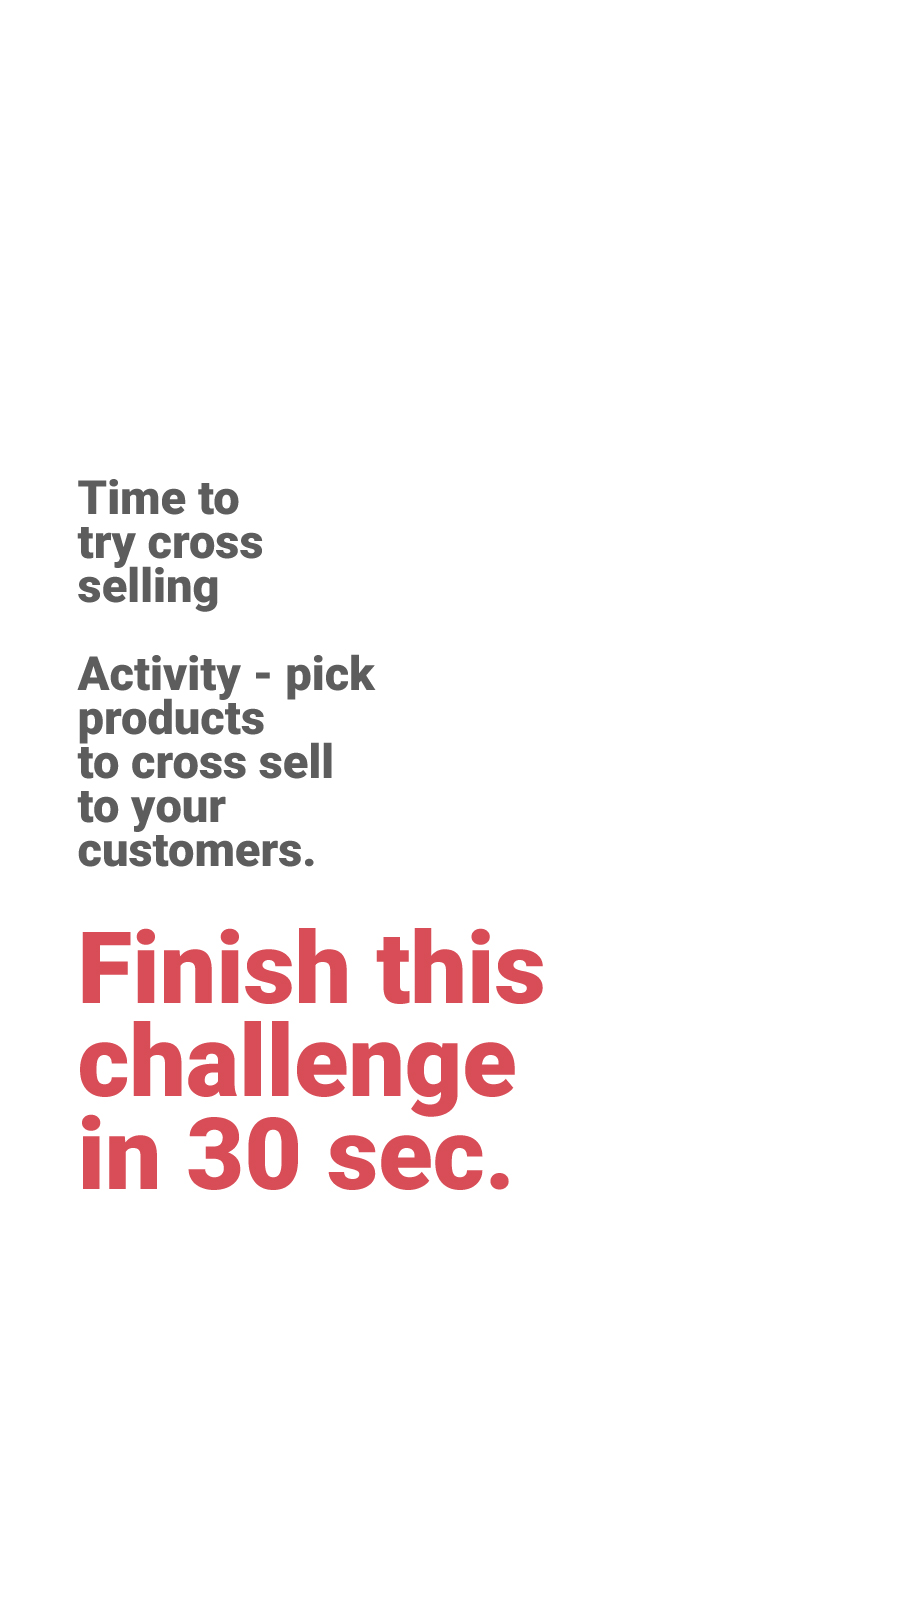 Time to
try cross
selling
Activity - pick
products
to cross sell
to your
customers.
Finish this
challenge
in 30 sec.